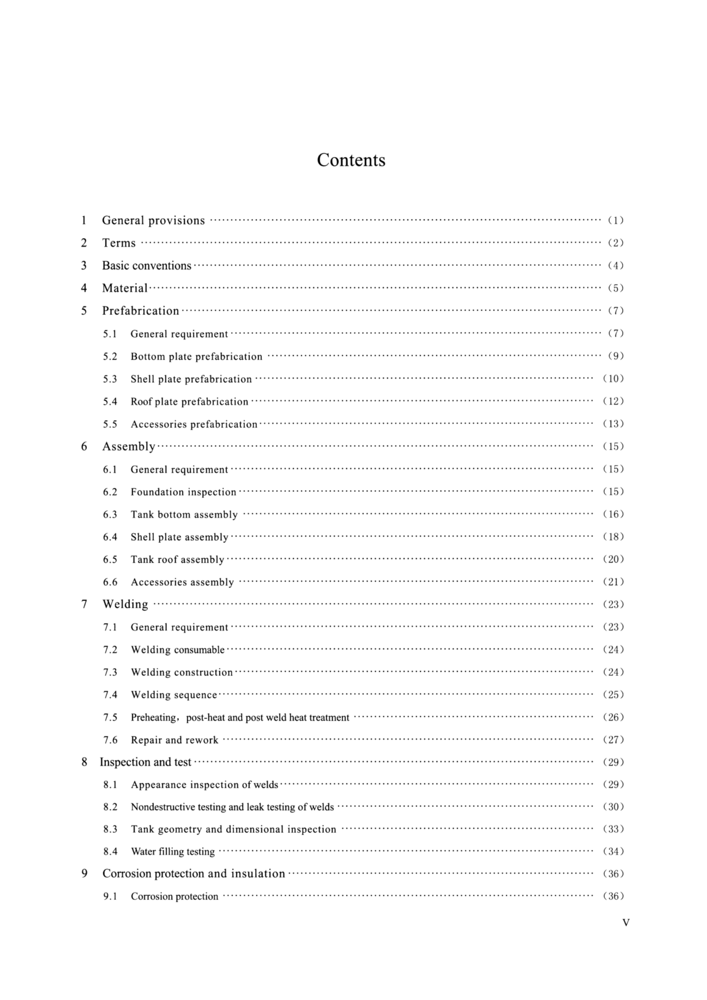 Contents
1 General provisions ⋯⋯⋯⋯⋯⋯⋯⋯⋯⋯ (1)
2 Terms ⋯⋯⋯⋯⋯⋯⋯⋯⋯⋯ (2)
3 Basic conventions ⋯⋯⋯⋯⋯⋯⋯⋯⋯⋯ (4)
4 Material ⋯⋯⋯⋯⋯⋯⋯⋯⋯⋯ (5)
5 Prefabrication ⋯⋯⋯⋯⋯⋯⋯⋯⋯⋯ (7)
5.1 General requirement ⋯⋯⋯⋯⋯⋯⋯⋯⋯⋯ (7)
5.2 Bottom plate prefabrication ⋯⋯⋯⋯⋯⋯⋯⋯⋯⋯ (9)
5.3 Shell plate prefabrication ⋯⋯⋯⋯⋯⋯⋯⋯⋯⋯ (10)
5.4 Roof plate prefabrication ⋯⋯⋯⋯⋯⋯⋯⋯⋯⋯ (12)
5.5 Accessories prefabrication ⋯⋯⋯⋯⋯⋯⋯⋯⋯⋯ (13)
6 Assembly ⋯⋯⋯⋯⋯⋯⋯⋯⋯⋯ (15)
6.1 General requirement ⋯⋯⋯⋯⋯⋯⋯⋯⋯⋯ (15)
6.2 Foundation inspection ⋯⋯⋯⋯⋯⋯⋯⋯⋯⋯ (15)
6.3 Tank bottom assembly ⋯⋯⋯⋯⋯⋯⋯⋯⋯⋯ (16)
6.4 Shell plate assembly ⋯⋯⋯⋯⋯⋯⋯⋯⋯⋯ (18)
6.5 Tank roof assembly ⋯⋯⋯⋯⋯⋯⋯⋯⋯⋯ (20)
6.6 Accessories assembly ⋯⋯⋯⋯⋯⋯⋯⋯⋯⋯ (21)
7 Welding ⋯⋯⋯⋯⋯⋯⋯⋯⋯⋯ (23)
7.1 General requirement ⋯⋯⋯⋯⋯⋯⋯⋯⋯⋯ (23)
7.2 Welding consumable ⋯⋯⋯⋯⋯⋯⋯⋯⋯⋯ (24)
7.3 Welding construction ⋯⋯⋯⋯⋯⋯⋯⋯⋯⋯ (24)
7.4 Welding sequence ⋯⋯⋯⋯⋯⋯⋯⋯⋯⋯ (25)
7.5 Preheating，post-heat and post weld heat treatment ⋯⋯⋯⋯⋯⋯⋯⋯⋯⋯ (26)
7.6 Repair and rework ⋯⋯⋯⋯⋯⋯⋯⋯⋯⋯ (27)
8 Inspection and test ⋯⋯⋯⋯⋯⋯⋯⋯⋯⋯ (29)
8.1 Appearance inspection of welds ⋯⋯⋯⋯⋯⋯⋯⋯⋯⋯ (29)
8.2 Nondestructive testing and leak testing of welds ⋯⋯⋯⋯⋯⋯⋯⋯⋯⋯ (30)
8.3 Tank geometry and dimensional inspection ⋯⋯⋯⋯⋯⋯⋯⋯⋯⋯ (33)
8.4 Water filling testing ⋯⋯⋯⋯⋯⋯⋯⋯⋯⋯ (34)
9 Corrosion protection and insulation ⋯⋯⋯⋯⋯⋯⋯⋯⋯⋯ (36)
9.1 Corrosion protection ⋯⋯⋯⋯⋯⋯⋯⋯⋯⋯ (36)
V